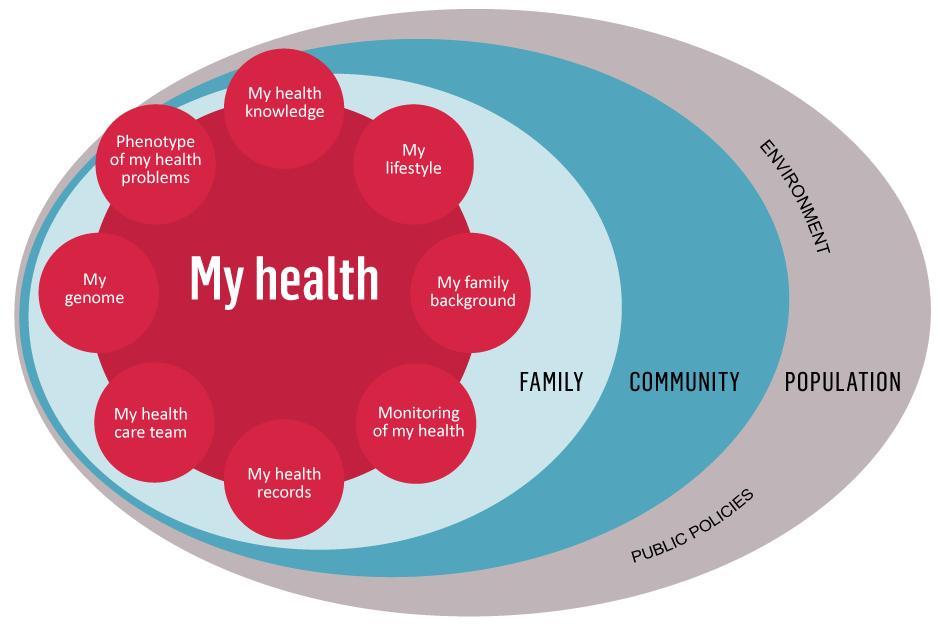 My health
knowledge
Phenotype
of my health
problems
My
lifestyle
My
genome
My health
My family
background
My health
care team
Monitoring
of my health
My health
records
FAMILY
COMMUNITY
POPULATION
ENVIRONMENT
PUBLIC POLICIES